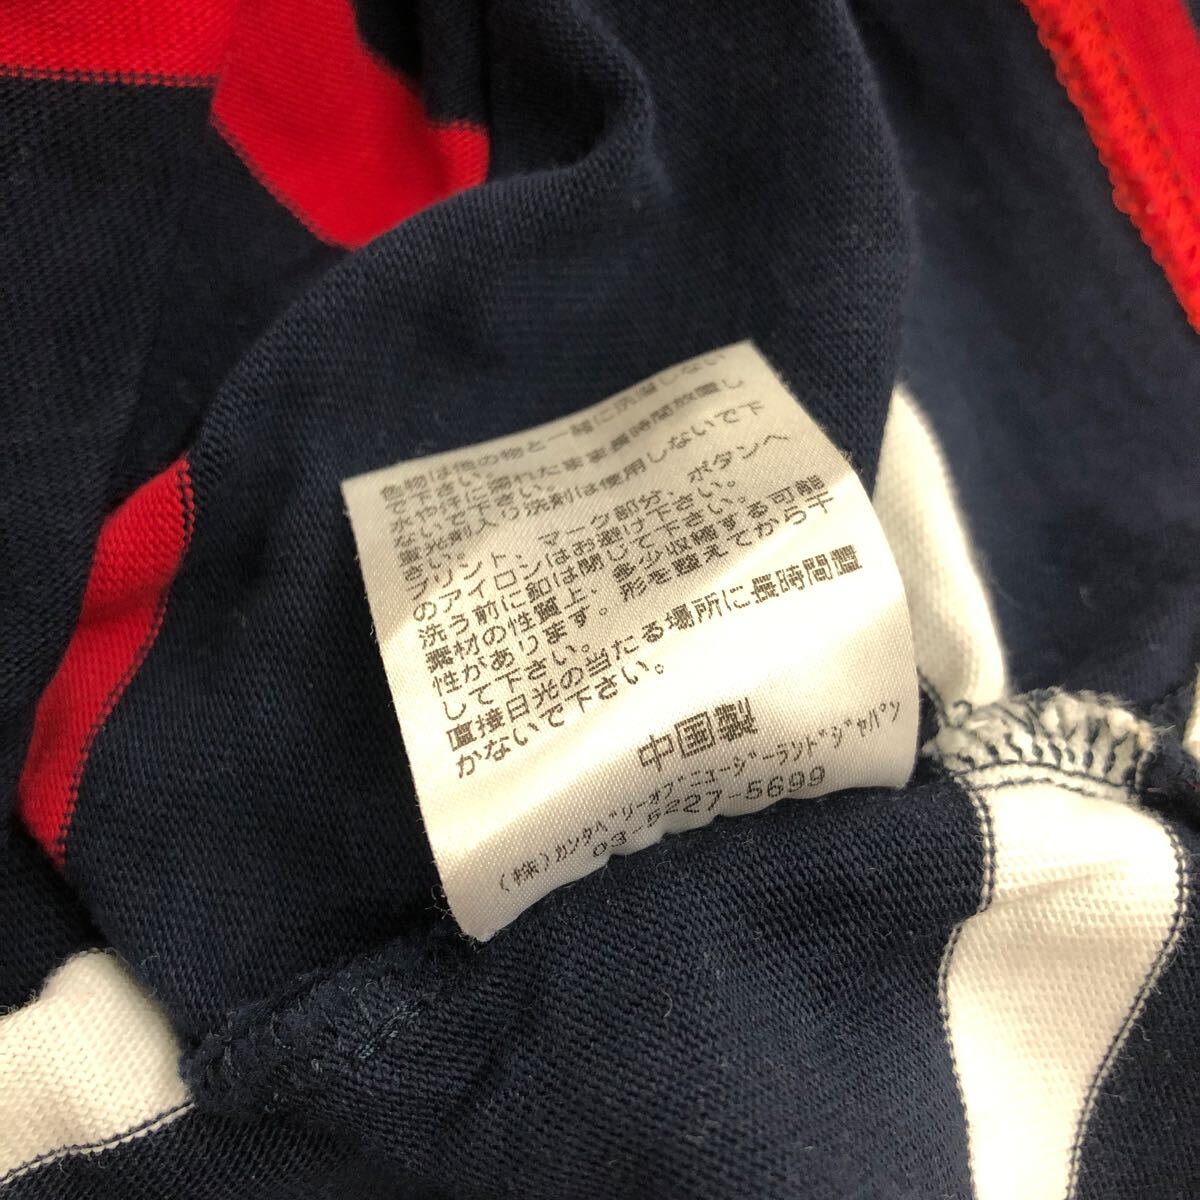 色物は他の物と一緒に洗濯しない
で下さい。
水や汗で濡れたまま長時間放置し
ないで下さい。
蛍光剤入り洗剤は使用しないで下
さい。
プリント、マーク部分、ボタンへ
のアイロンはお避け下さい。
洗う前に釦は閉じて下さい。
素材の性質上、多少収縮する可能
性があります。形を整えてから干
して下さい。
直接日光の当たる場所に長時間置
かないで下さい。
中国製
(株)カンタベリーオブニュージーランドジャパン
03-5227-5699